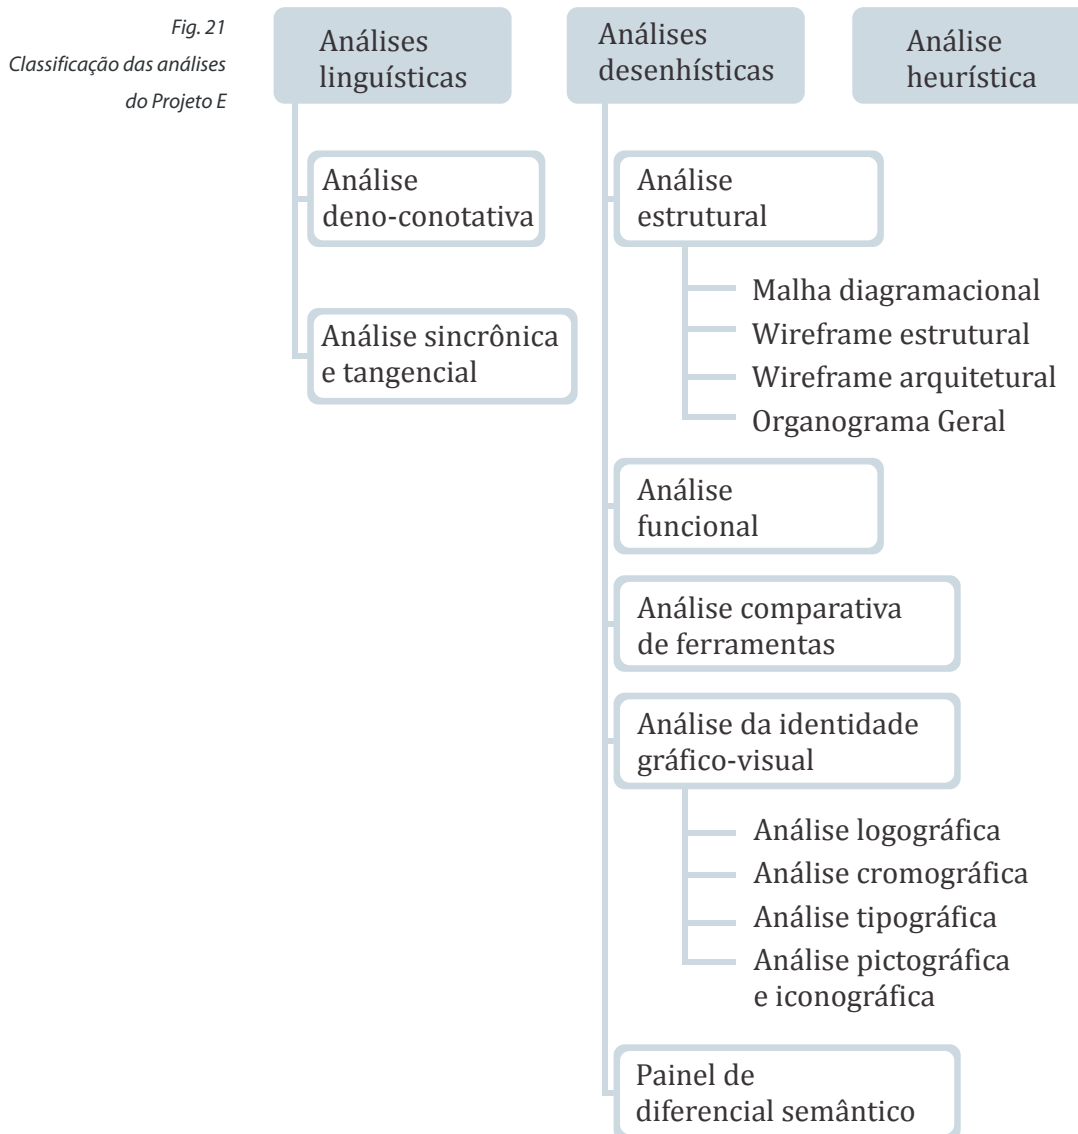 Fig. 21
Classificação das análises
do Projeto E
Análises
linguísticas
Análise
deno-conotativa
Análise sincrônica
e tangencial
Análises
desenhísticas
Análise
estrutural
Malha diagramacional
Wireframe estrutural
Wireframe arquitetural
Organograma Geral
Análise
funcional
Análise comparativa
de ferramentas
Análise da identidade
gráfico-visual
Análise logográfica
Análise cromográfica
Análise tipográfica
Análise pictográfica
e iconográfica
Painel de
diferencial semântico
Análise
heurística